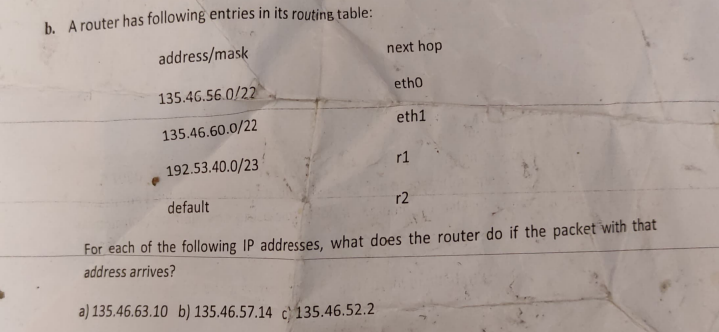 b. A router has following entries in its routing table:
address/mask next hop
135.46.56.0/22 eth0
135.46.60.0/22 eth1
192.53.40.0/23 r1
default r2
For each of the following IP addresses, what does the router do if the packet with that
address arrives?
a) 135.46.63.10 b) 135.46.57.14 c) 135.46.52.2